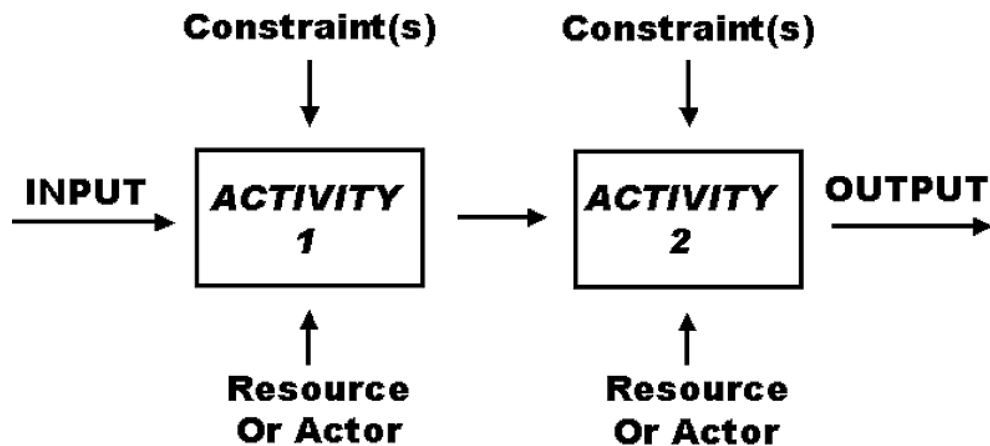 Constraint(s)
Constraint(s)
INPUT
ACTIVITY
1
ACTIVITY
2
OUTPUT
Resource
Or Actor
Resource
Or Actor